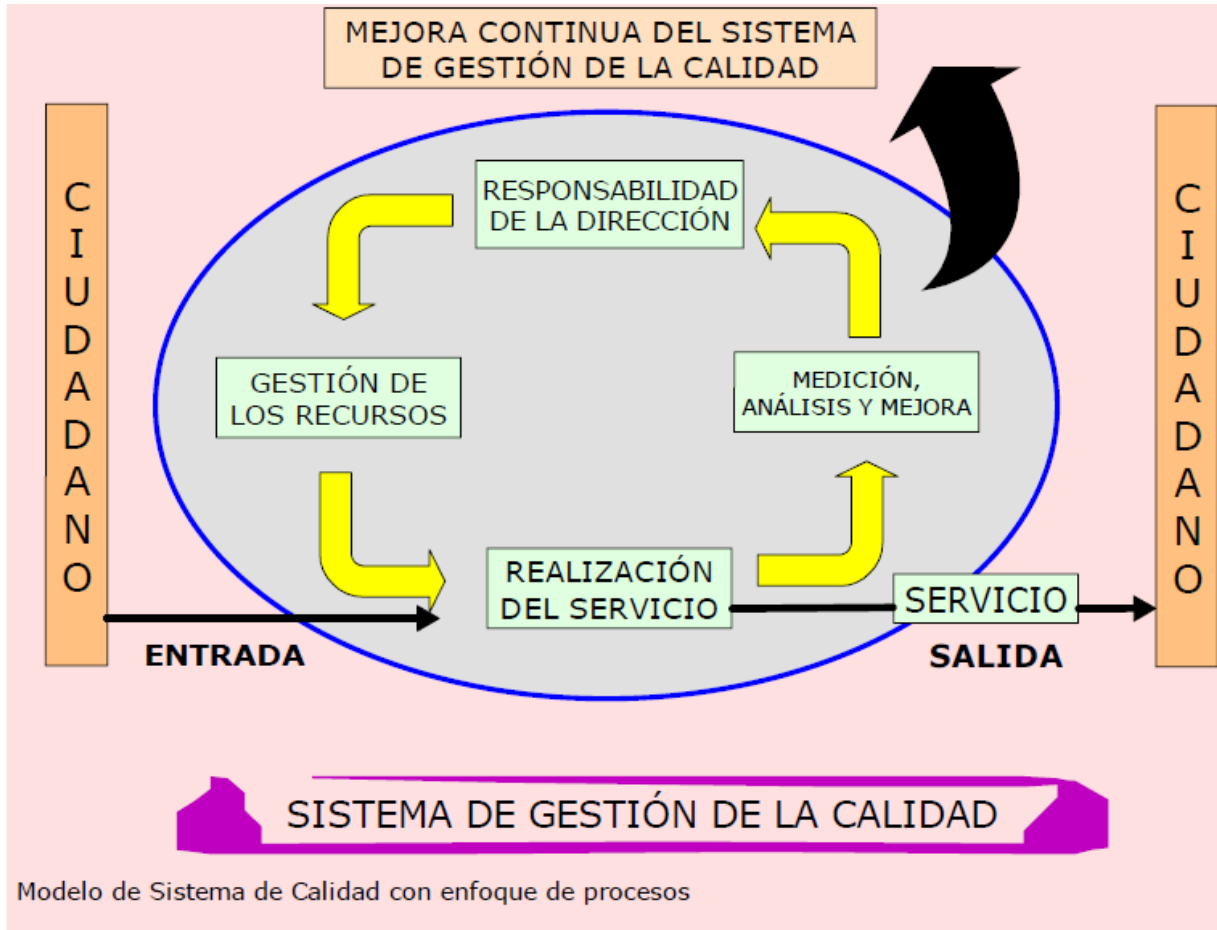 MEJORA CONTINUA DEL SISTEMA
DE GESTIÓN DE LA CALIDAD
CIUDADANO
RESPONSABILIDAD
DE LA DIRECCIÓN
CIUDADANO
GESTIÓN DE
LOS RECURSOS
MEDICIÓN,
ANÁLISIS Y MEJORA
REALIZACIÓN
DEL SERVICIO
SERVICIO
ENTRADA
SALIDA
SISTEMA DE GESTIÓN DE LA CALIDAD
Modelo de Sistema de Calidad con enfoque de procesos